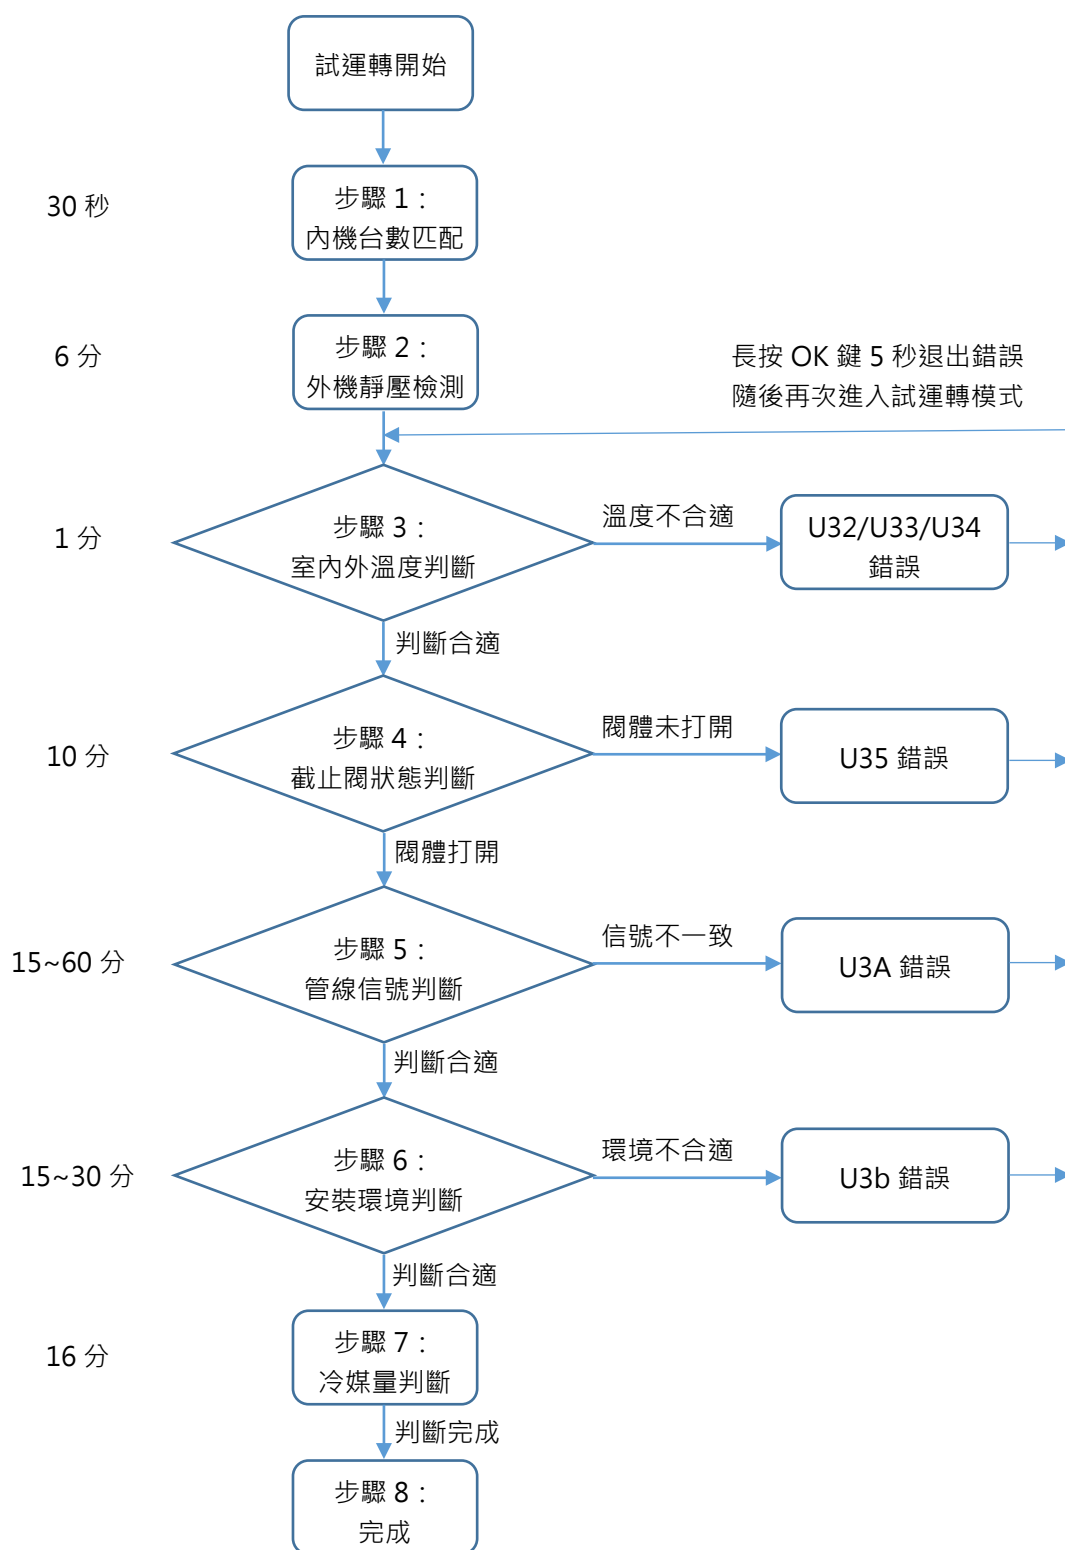 試運轉開始
30 秒
步驟 1：
內機台數匹配
6 分
步驟 2：
外機靜壓檢測
長按 OK 鍵 5 秒退出錯誤
隨後再次進入試運轉模式
1 分
步驟 3：
室內外溫度判斷
溫度不合適
U32/U33/U34
錯誤
判斷合適
10 分
步驟 4：
截止閥狀態判斷
閥體未打開
U35 錯誤
閥體打開
15~60 分
步驟 5：
管線信號判斷
信號不一致
U3A 錯誤
判斷合適
15~30 分
步驟 6：
安裝環境判斷
環境不合適
U3b 錯誤
判斷合適
16 分
步驟 7：
冷媒量判斷
判斷完成
步驟 8：
完成